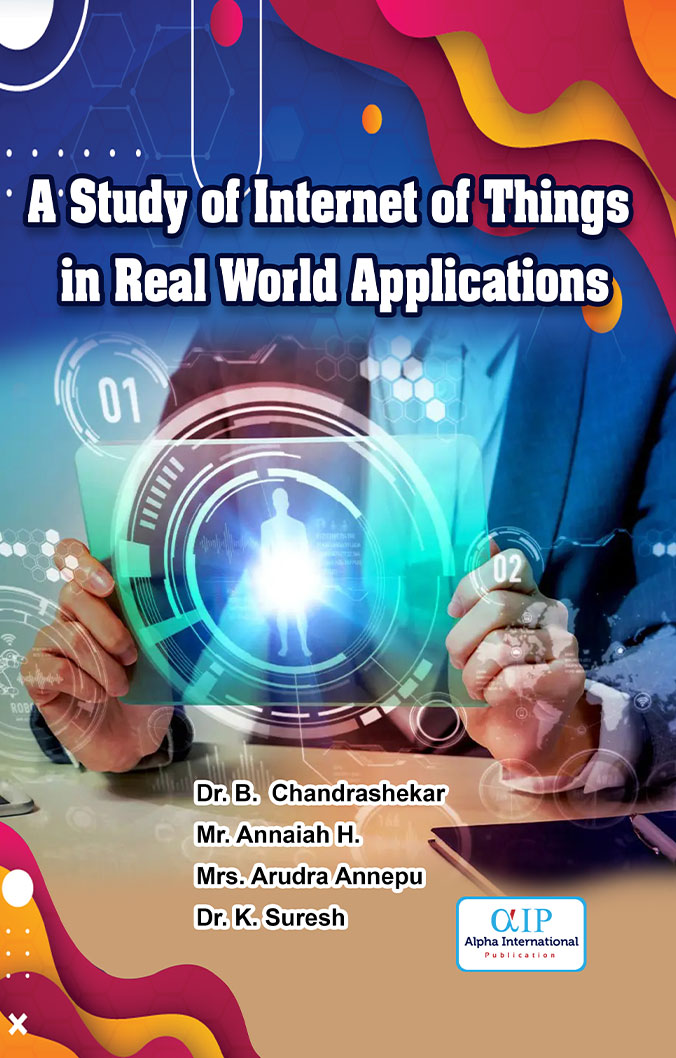 A Study of Internet of Things
in Real World Applications
01
02
ROBO
Dr. B. Chandrashekar
Mr. Annaiah H.
Mrs. Arudra Annepu
Dr. K. Suresh
αIP
Alpha International
Publication